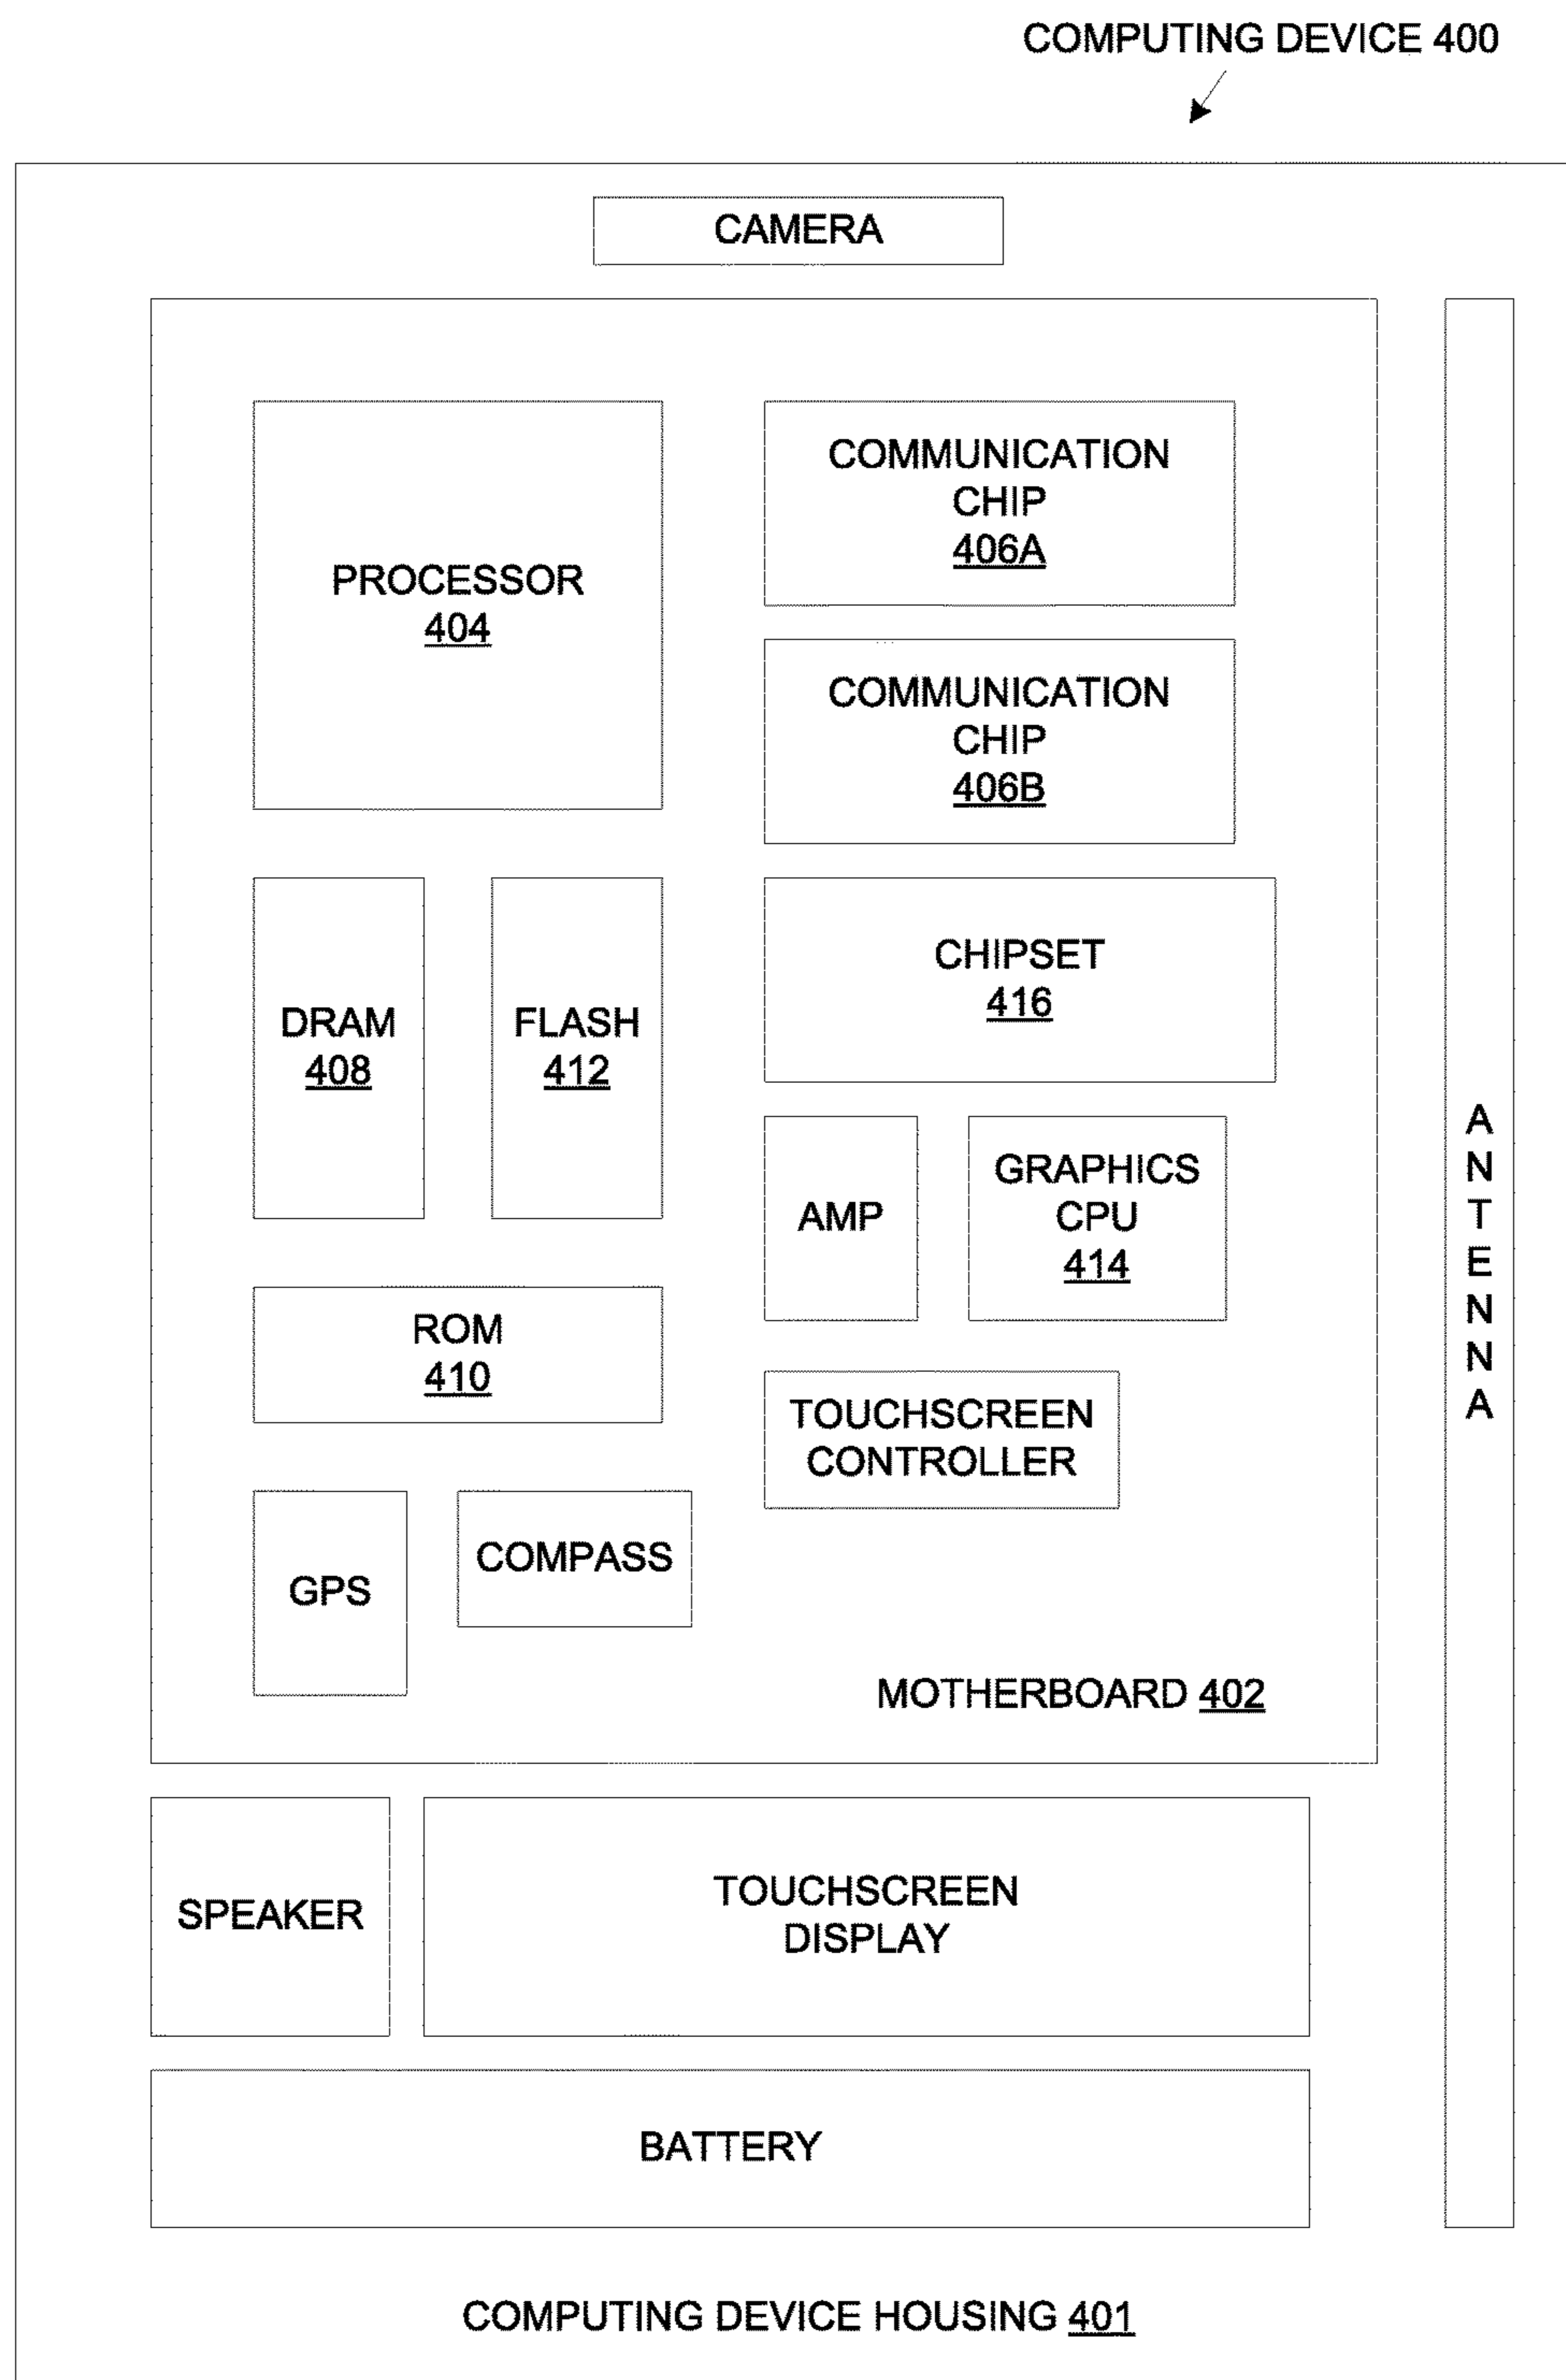 COMPUTING DEVICE 400
CAMERA
PROCESSOR
404
COMMUNICATION
CHIP
406A
COMMUNICATION
CHIP
406B
DRAM
408
FLASH
412
CHIPSET
416
AMP
GRAPHICS
CPU
414
ROM
410
TOUCHSCREEN
CONTROLLER
GPS
COMPASS
MOTHERBOARD 402
A
N
T
E
N
N
A
SPEAKER
TOUCHSCREEN
DISPLAY
BATTERY
COMPUTING DEVICE HOUSING 401